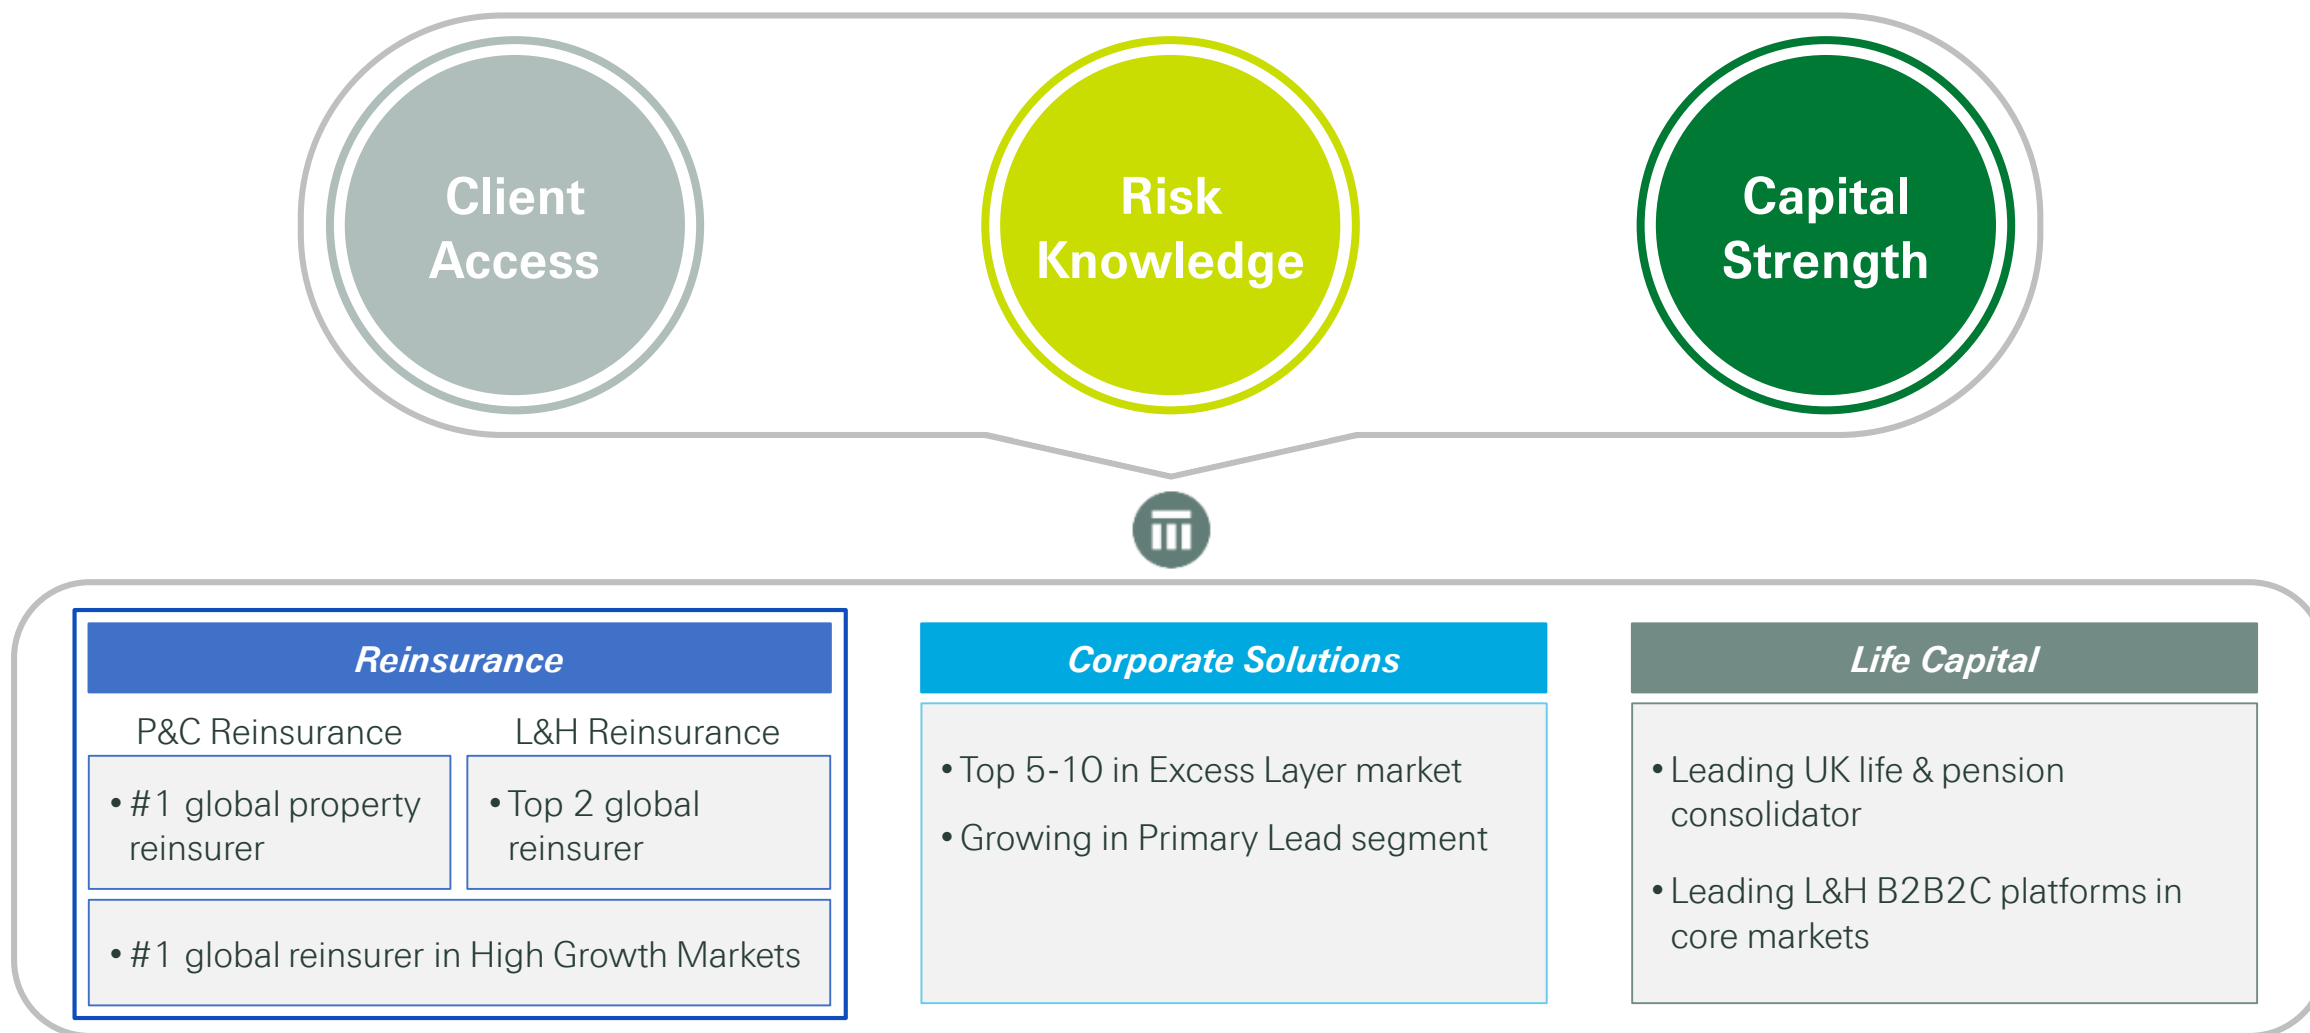 Client
Access
Risk
Knowledge
Capital
Strength
Reinsurance
P&C Reinsurance
L&H Reinsurance
• #1 global property
reinsurer
• Top 2 global
reinsurer
• #1 global reinsurer in High Growth Markets
Corporate Solutions
• Top 5-10 in Excess Layer market
• Growing in Primary Lead segment
Life Capital
• Leading UK life & pension
consolidator
• Leading L&H B2B2C platforms in
core markets